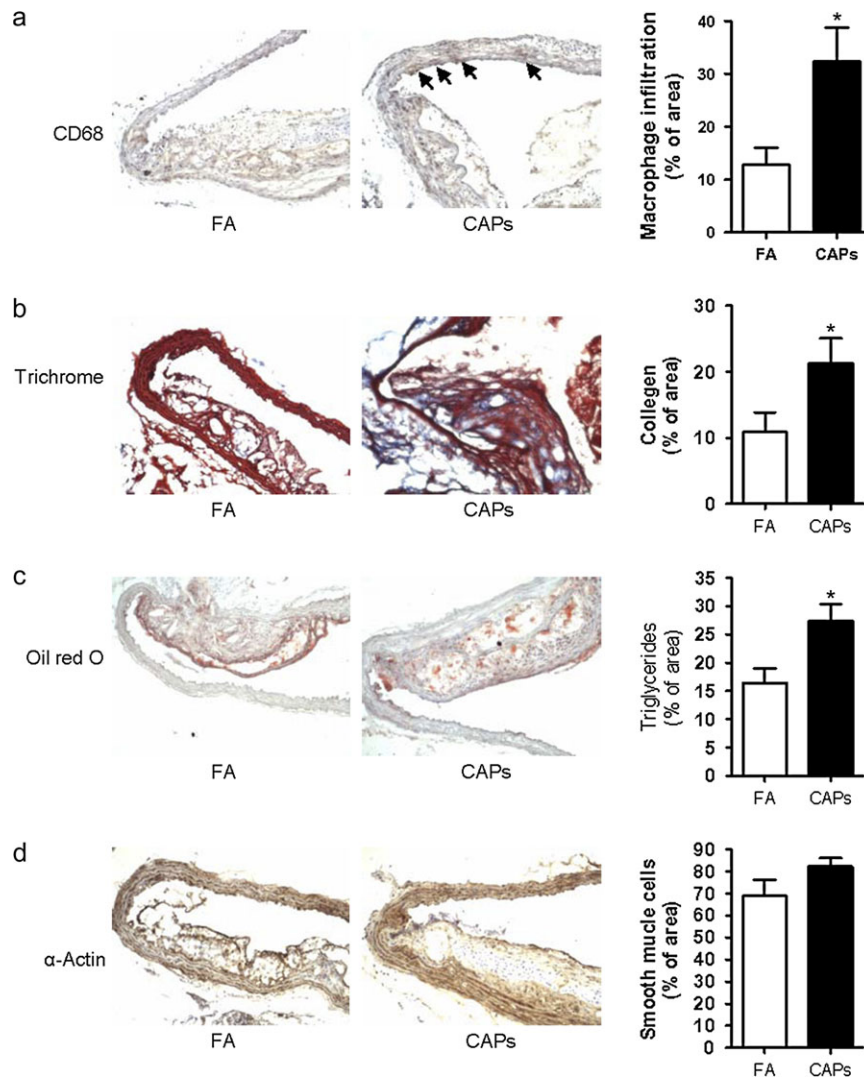 a
CD68
FA
CAPs
Macrophage infiltration
(% of area)
40
30
20
10
0
*
FA
CAPs
b
Trichrome
FA
CAPs
Collegen
(% of area)
30
20
10
0
*
FA
CAPs
c
Oil red O
FA
CAPs
Triglycerides
(% of area)
35
30
25
20
15
10
5
0
*
FA
CAPs
d
α-Actin
FA
CAPs
Smooth mucle cells
(% of area)
90
80
70
60
50
40
30
20
10
0
FA
CAPs